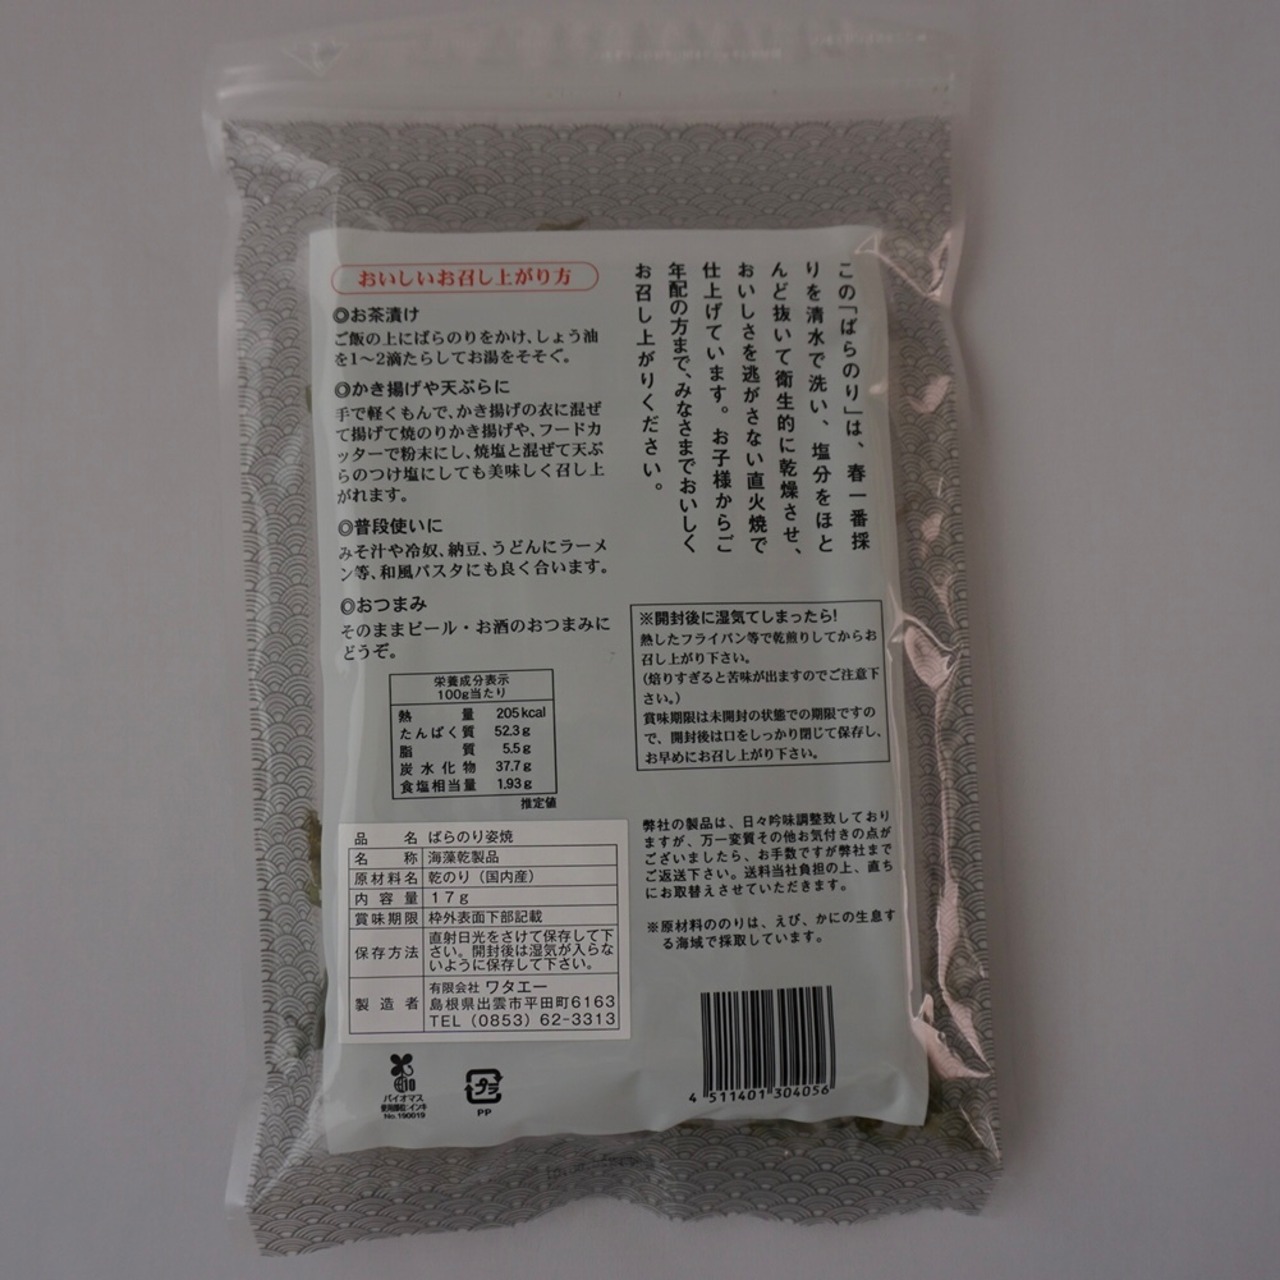 おいしいお召し上がり方
◎お茶漬け
ご飯の上にばらのりをかけ、しょう油
を1〜2滴たらしてお湯をそそぐ。
◎かき揚げや天ぷらに
手で軽くもんで、かき揚げの衣に混ぜ
て揚げて焼のりかき揚げや、フードカ
ッターで粉末にし、焼塩と混ぜて天ぷ
らのつけ塩にしても美味しく召し上
がれます。
◎普段使いに
みそ汁や冷奴、納豆、うどんにラーメ
ン等、和風パスタにも良く合います。
◎おつまみ
そのままビール・お酒のおつまみに
どうぞ。
この「ばらのり」は、春一番採
りを清水で洗い、塩分をほと
んど抜いて衛生的に乾燥させ、
おいしさを逃がさない直火焼で
仕上げています。お子様からご
年配の方まで、みなさまでおいしく
お召し上がりください。
※開封後に湿気てしまったら!
熱したフライパン等で乾煎りしてからお
召し上がり下さい。
(焙りすぎると苦味が出ますのでご注意下
さい。)
賞味期限は未開封の状態での期限ですの
で、開封後は口をしっかり閉じて保存し、
お早めにお召し上がり下さい。
栄養成分表示
100g当たり
熱量 205kcal
たんぱく質 52.3g
脂質 5.5g
炭水化物 37.7g
食塩相当量 1.93g
推定値
弊社の製品は、日々吟味調整致しており
ますが、万一変質その他お気付きの点が
ございましたら、お手数ですが弊社まで
ご返送下さい。送料当社負担の上、直ち
にお取替えさせていただきます。
※原材料ののりは、えび、かにの生息す
る海域で採取しています。
品名 ばらのり姿焼
名称 海藻乾製品
原材料名 乾のり（国内産）
内容量 17g
賞味期限 枠外表面下部記載
保存方法 直射日光をさけて保存して下
さい。開封後は湿気が入らな
いように保存して下さい。
製造者 有限会社 ワタエー
島根県出雲市平田町6163
TEL（0853）62-3313
10
バイオマス
使用部位:インキ
No.190019
プラ
PP
4 511401 304056